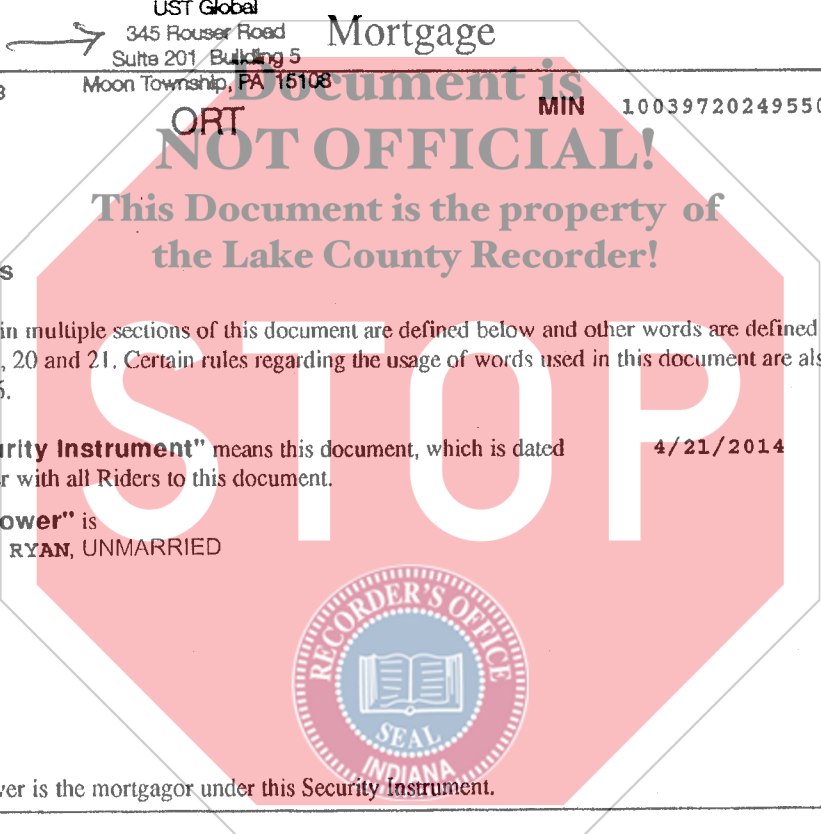 UST Global
345 Rouser Road
Suite 201 Building 5
Moon Township, PA 15108
Mortgage
Document is
NOT OFFICIAL!
This Document is the property of
the Lake County Recorder!
ORT
MIN 10039720249550
s
in multiple sections of this document are defined below and other words are defined
, 20 and 21. Certain rules regarding the usage of words used in this document are als
urity Instrument" means this document, which is dated 4/21/2014
r with all Riders to this document.
ower" is
RYAN, UNMARRIED
STOP
RECORDER'S OFFICE
SEAL
INDIANA
ver is the mortgagor under this Security Instrument.